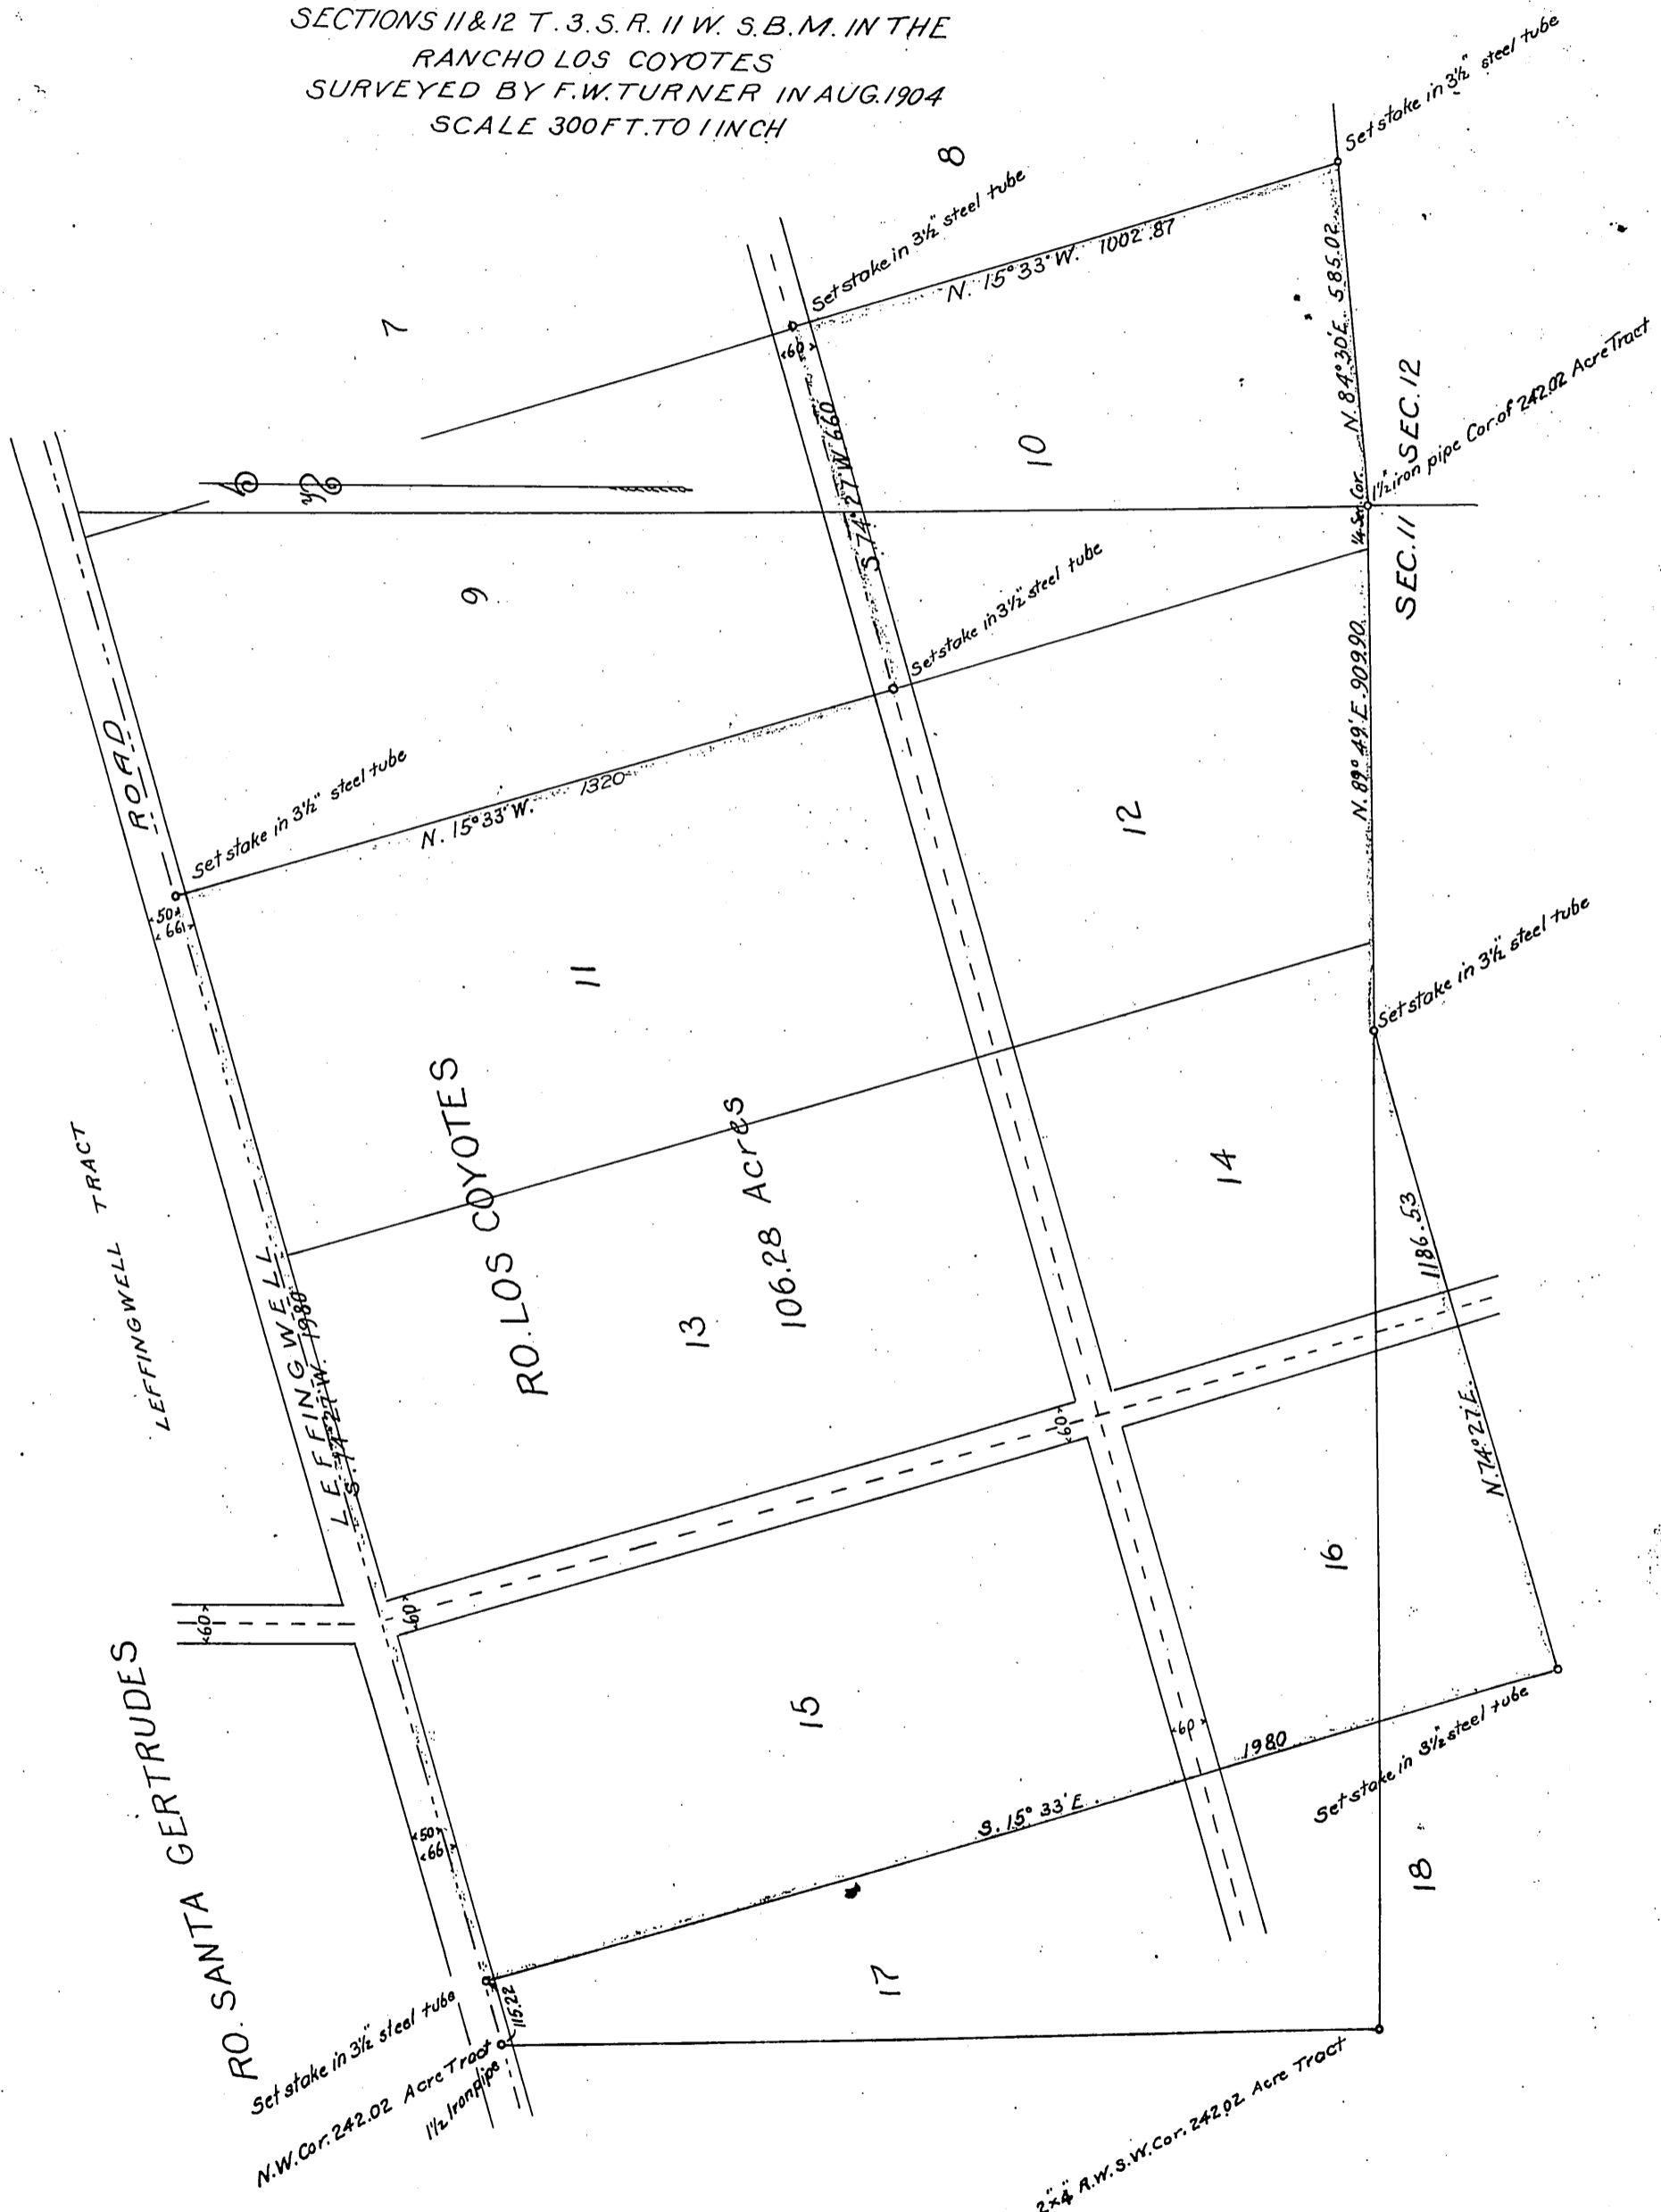 SECTIONS 11 & 12 T. 3. S. R. 11 W. S.B.M. IN THE
RANCHO LOS COYOTES
SURVEYED BY F.W. TURNER IN AUG. 1904
SCALE 300 FT. TO 1 INCH
Set stake in 3½" steel tube
8
Set stake in 3½" steel tube
N. 15° 33' W. 1002.87
N. 84° 30' E. 585.02
7
<60>
S. 74° 27' W. 660
10
SEC. 12
1½" iron pipe Cor. of 242.02 Acre Tract
¼ Sec. Cor.
SEC. 11
9
Set stake in 3½" steel tube
N. 89° 49' E. 909.90
ROAD
Set stake in 3½" steel tube
N. 15° 33' W. 1320
12
<50>
<661>
11
Set stake in 3½" steel tube
LEFFINGWELL TRACT
RO. LOS COYOTES
106.28 Acres
13
14
1186.53
N. 74° 27' E.
LEFFINGWELL
S. 74° 27' W. 1980
<60>
<60>
<60>
16
RO. SANTA GERTRUDES
15
<60>
1980
S. 15° 33' E.
Set stake in 3½" steel tube
<50>
<66>
18
17
115.22
Set stake in 3½" steel tube
N.W. Cor. 242.02 Acre Tract
1½ Iron pipe
2"x4" R.W. S.W. Cor. 242.02 Acre Tract